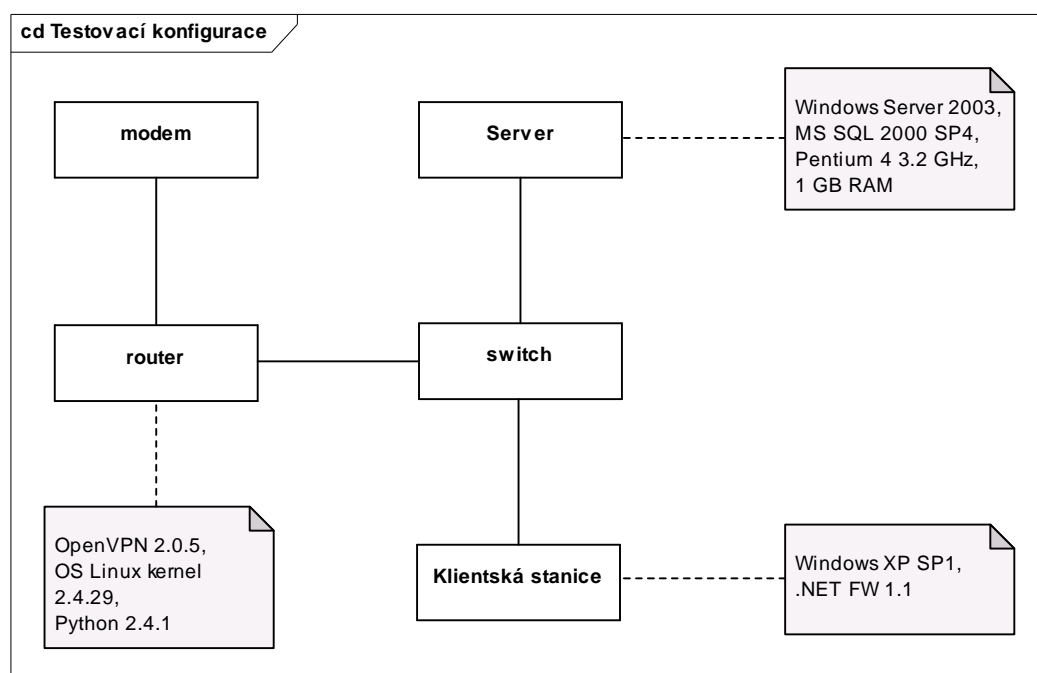 cd Testovací konfigurace
modem
Server
Windows Server 2003,
MS SQL 2000 SP4,
Pentium 4 3.2 GHz,
1 GB RAM
router
switch
OpenVPN 2.0.5,
OS Linux kernel
2.4.29,
Python 2.4.1
Klientská stanice
Windows XP SP1,
.NET FW 1.1